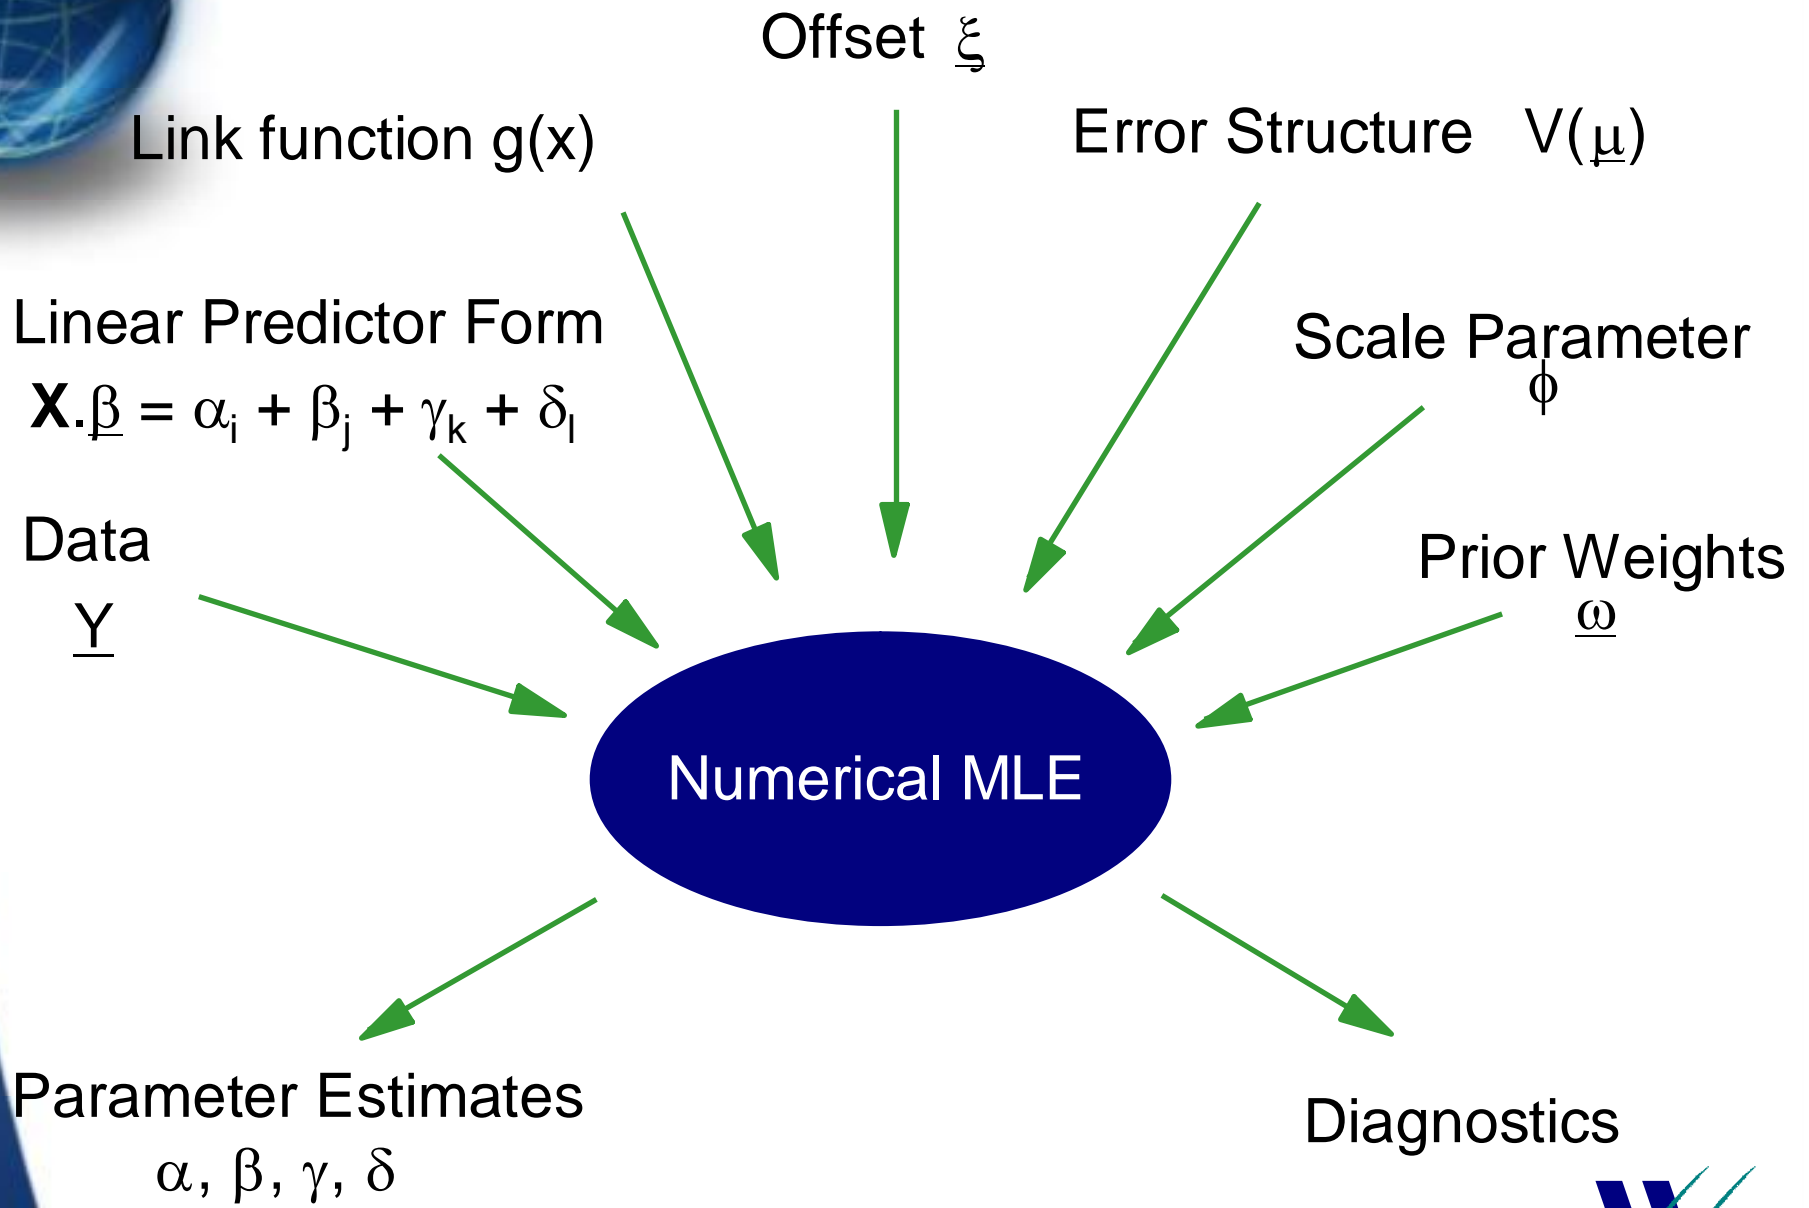 Offset ξ
Link function g(x)
Error Structure V(μ)
Linear Predictor Form
X.β = αi + βj + γk + δl
Scale Parameter
ϕ
Data
Y
Prior Weights
ω
Numerical MLE
Parameter Estimates
α, β, γ, δ
Diagnostics